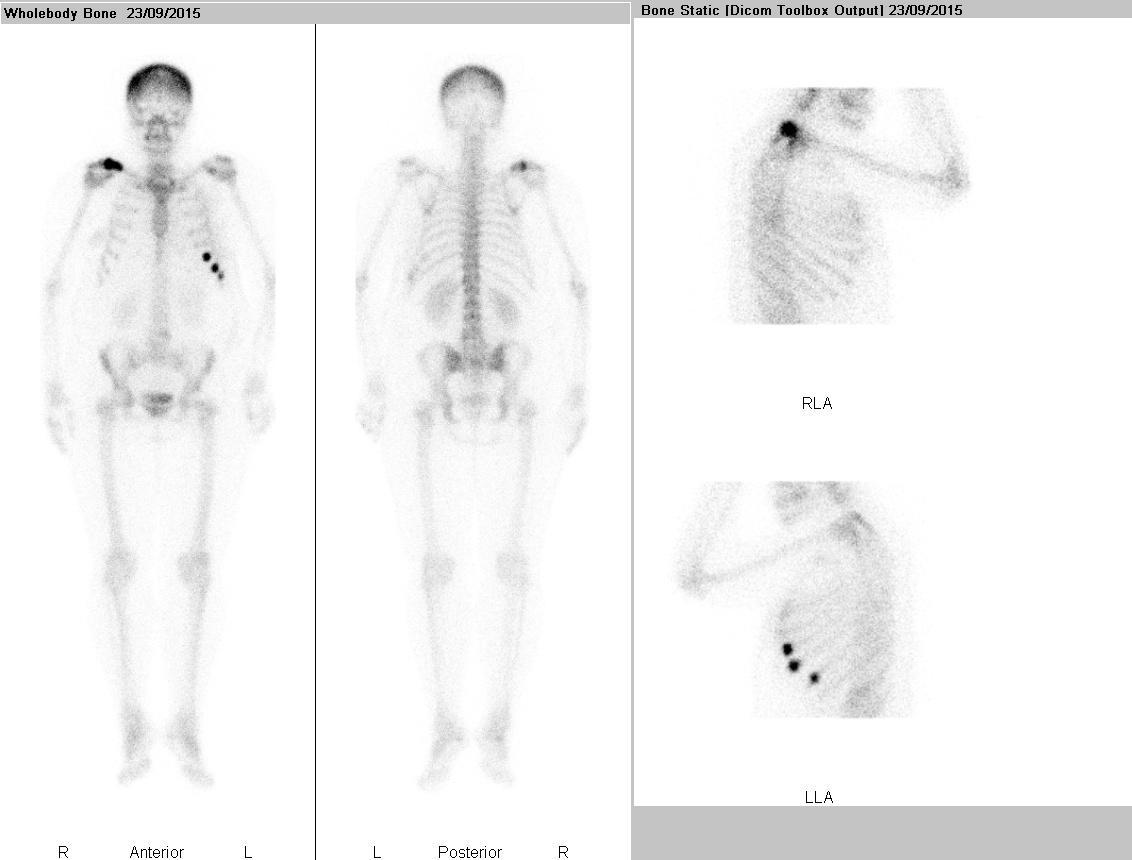 Wholebody Bone 23/09/2015
Bone Static [Dicom Toolbox Output] 23/09/2015
RLA
LLA
R Anterior L
L Posterior R